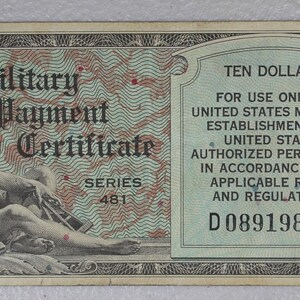 ilitary
Payment
Certificate
SERIES
481
TEN DOLLA
FOR USE ON
UNITED STATES M
ESTABLISHMEN
UNITED STA
AUTHORIZED PER
IN ACCORDANC
APPLICABLE R
AND REGULAT
D089198